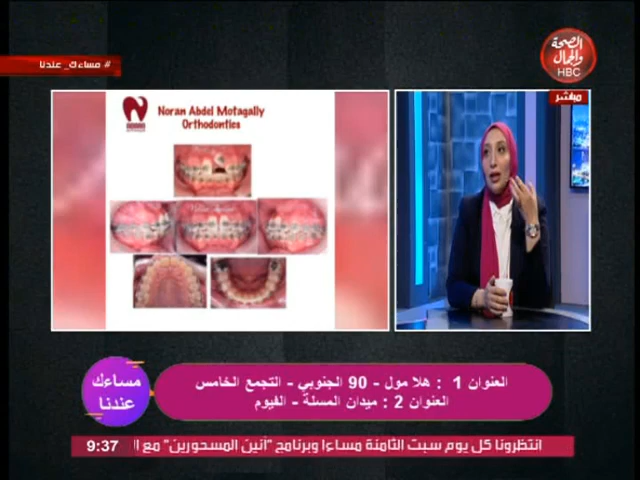 الصحة
والجمال
HBC
# مساءك_عندنا
مباشر
Noran Abdel Motagally
Orthodontics
العنوان 1 : هلا مول - 90 الجنوبي - التجمع الخامس
العنوان 2 : ميدان المسلة - الفيوم
مساءك
عندنا
9:37
انتظرونا كل يوم سبت الثامنة مساءا وبرنامج "أنين المسحورين" مع